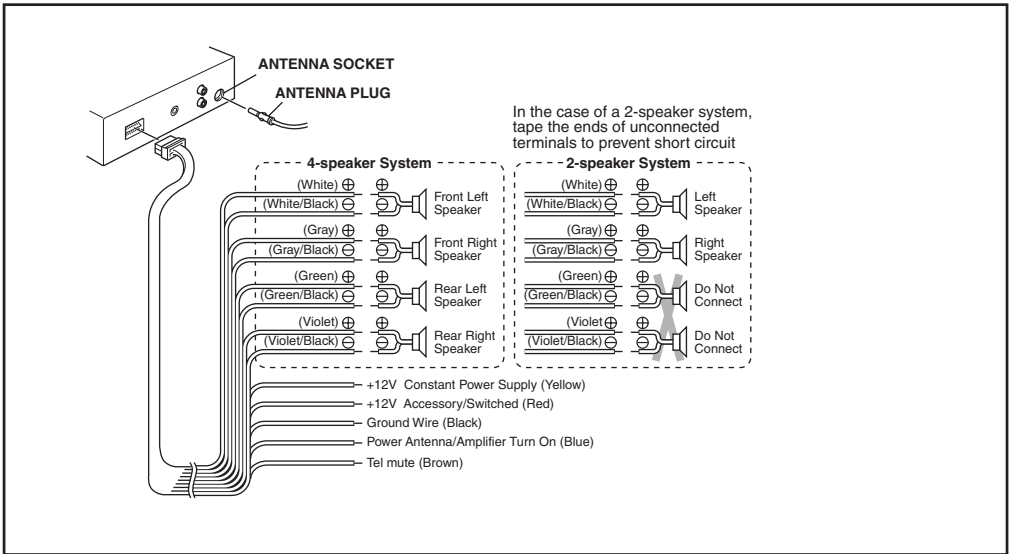 ANTENNA SOCKET
ANTENNA PLUG
In the case of a 2-speaker system,
tape the ends of unconnected
terminals to prevent short circuit
4-speaker System
(White)
(White/Black)
Front Left
Speaker
(Gray)
(Gray/Black)
Front Right
Speaker
(Green)
(Green/Black)
Rear Left
Speaker
(Violet)
(Violet/Black)
Rear Right
Speaker
2-speaker System
(White)
(White/Black)
Left
Speaker
(Gray)
(Gray/Black)
Right
Speaker
(Green)
(Green/Black)
Do Not
Connect
(Violet
(Violet/Black)
Do Not
Connect
+12V Constant Power Supply (Yellow)
+12V Accessory/Switched (Red)
Ground Wire (Black)
Power Antenna/Amplifier Turn On (Blue)
Tel mute (Brown)